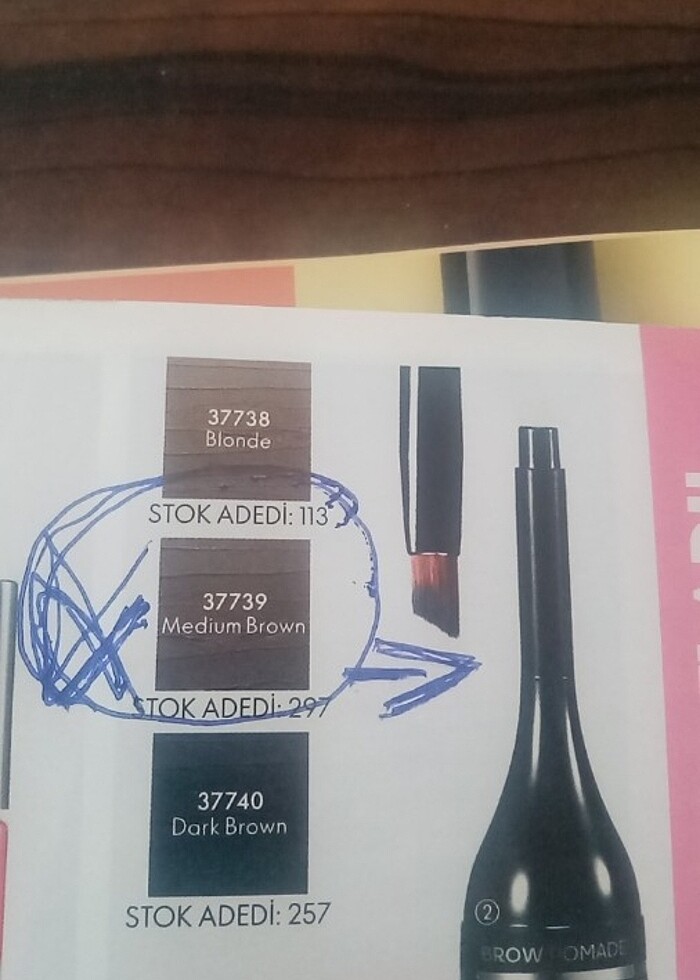 37738
Blonde
STOK ADEDİ: 113
37739
Medium Brown
STOK ADEDİ: 297
37740
Dark Brown
STOK ADEDİ: 257
2
BROW POMADE